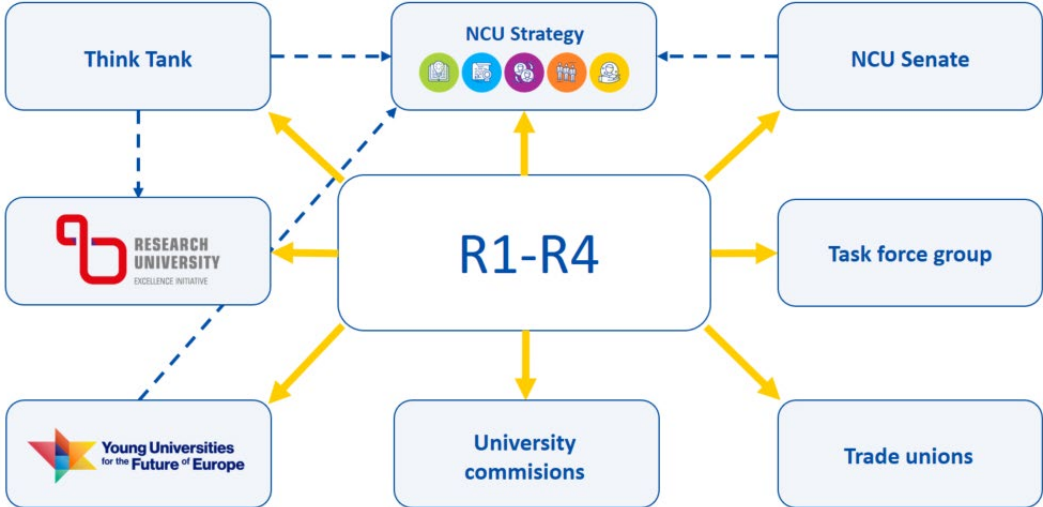 Think Tank
NCU Strategy
NCU Senate
RESEARCH
UNIVERSITY
EXCELLENCE INITIATIVE
R1-R4
Task force group
Young Universities
for the Future of Europe
University
commisions
Trade unions